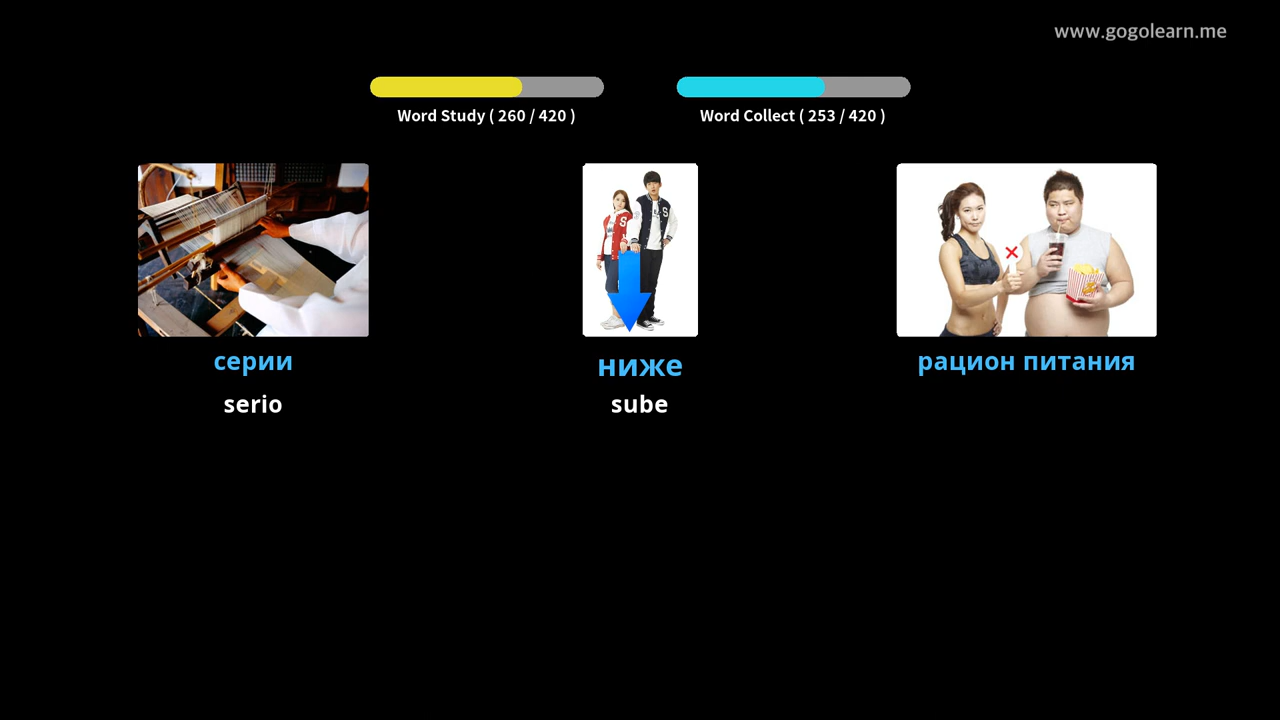 www.gogolearn.me
Word Study ( 260 / 420 )
Word Collect ( 253 / 420 )
серии
ниже
рацион питания
serio
sube